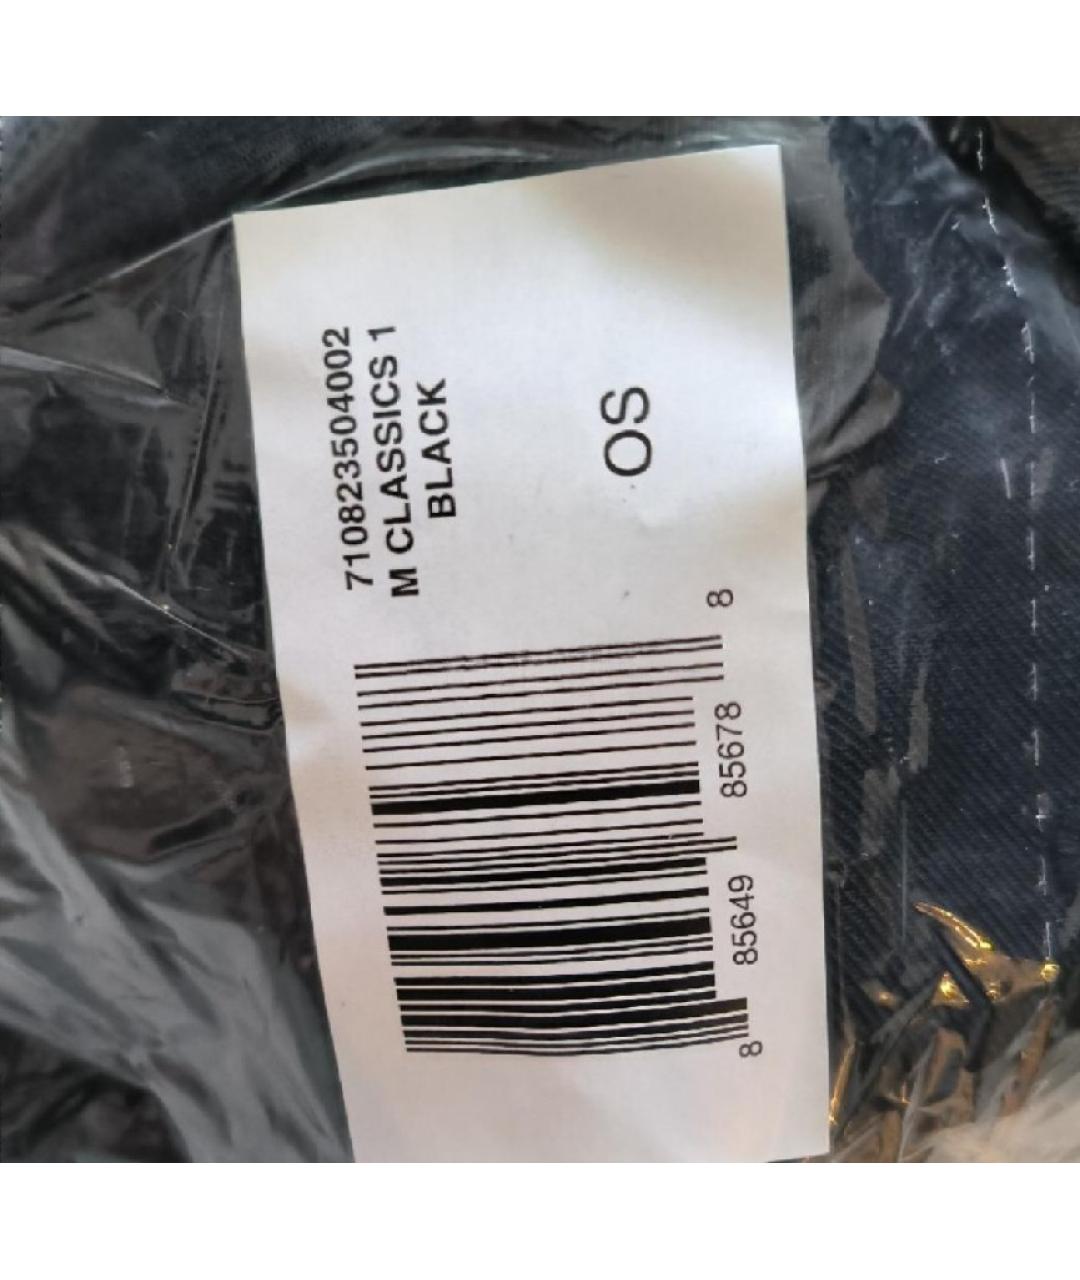 710823504002
M CLASSICS 1
BLACK
OS
8 85649 85678 8